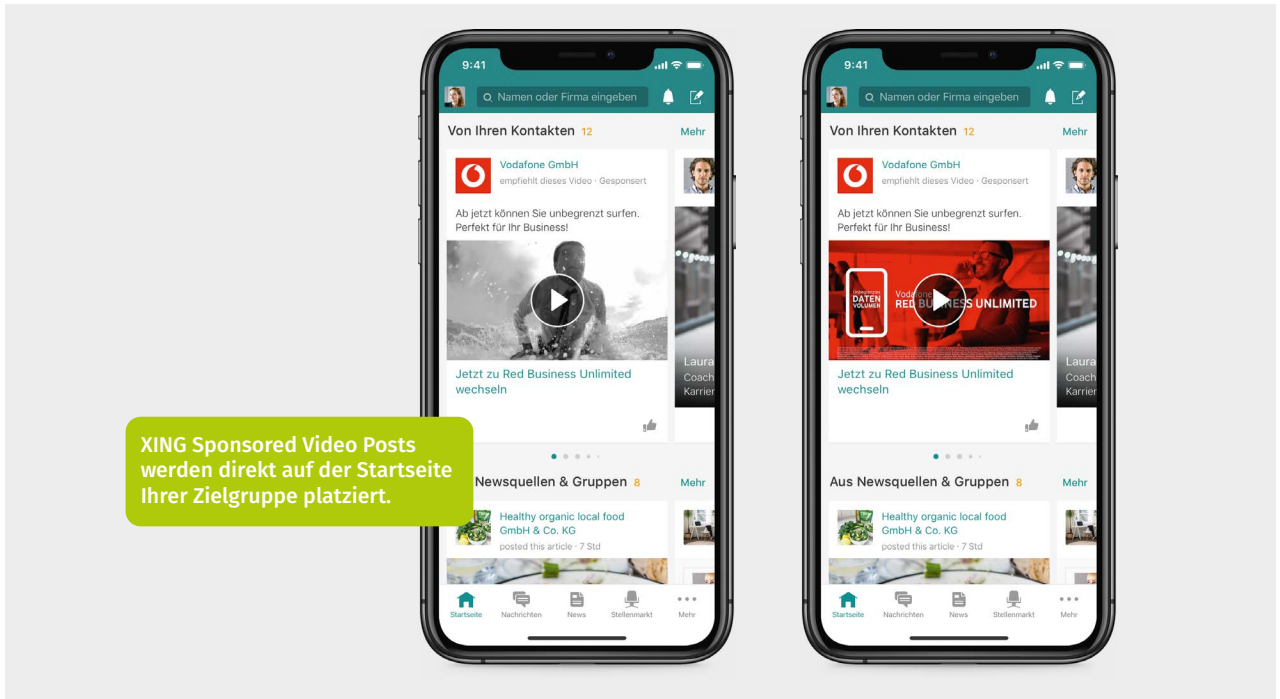 9:41
Namen oder Firma eingeben
Von Ihren Kontakten 12
Mehr
Vodafone GmbH
empfiehlt dieses Video · Gesponsert
Ab jetzt können Sie unbegrenzt surfen.
Perfekt für Ihr Business!
Jetzt zu Red Business Unlimited
wechseln
Laura
Coach
Karrier
XING Sponsored Video Posts
werden direkt auf der Startseite
Ihrer Zielgruppe platziert.
Newsquellen & Gruppen 8
Mehr
Healthy organic local food
GmbH & Co. KG
posted this article · 7 Std
Startseite
Nachrichten
News
Stellenmarkt
Mehr
9:41
Namen oder Firma eingeben
Von Ihren Kontakten 12
Mehr
Vodafone GmbH
empfiehlt dieses Video · Gesponsert
Ab jetzt können Sie unbegrenzt surfen.
Perfekt für Ihr Business!
DATEN
VOLUMEN
UNLIMITED
Jetzt zu Red Business Unlimited
wechseln
Laura
Coach
Karrier
Aus Newsquellen & Gruppen 8
Mehr
Healthy organic local food
GmbH & Co. KG
posted this article · 7 Std
Startseite
Nachrichten
News
Stellenmarkt
Mehr